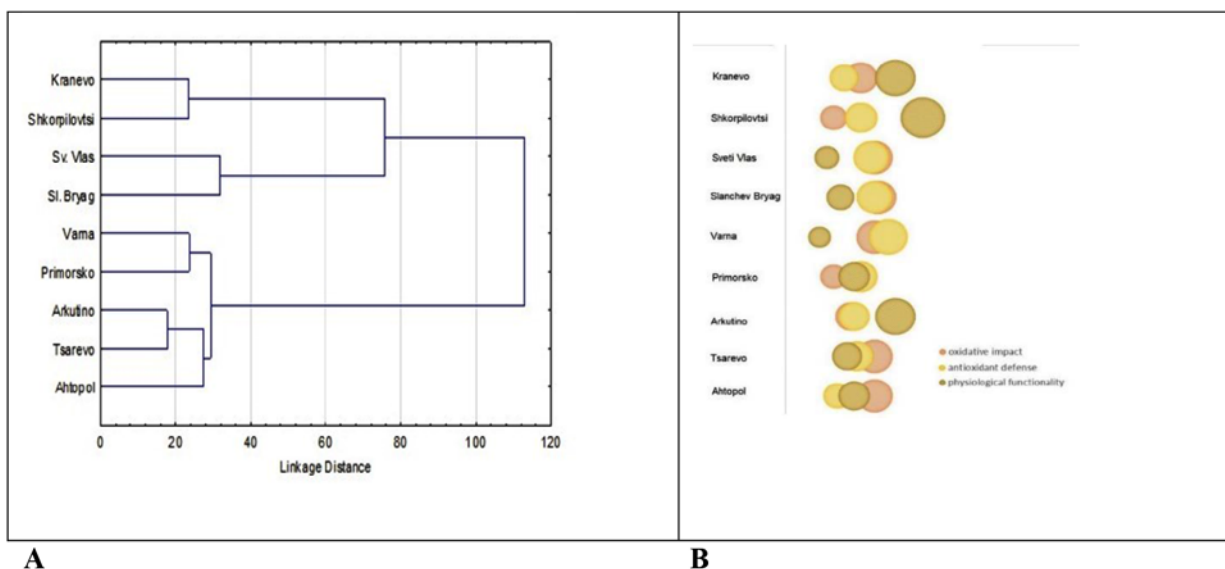 Kranevo
Shkorpilovtsi
Sv. Vlas
Sl. Bryag
Varna
Primorsko
Arkutino
Tsarevo
Ahtopol
0 20 40 60 80 100 120
Linkage Distance
A
Kranevo
Shkorpilovtsi
Sveti Vlas
Slanchev Bryag
Varna
Primorsko
Arkutino
Tsarevo
Ahtopol
oxidative impact
antioxidant defense
physiological functionality
B